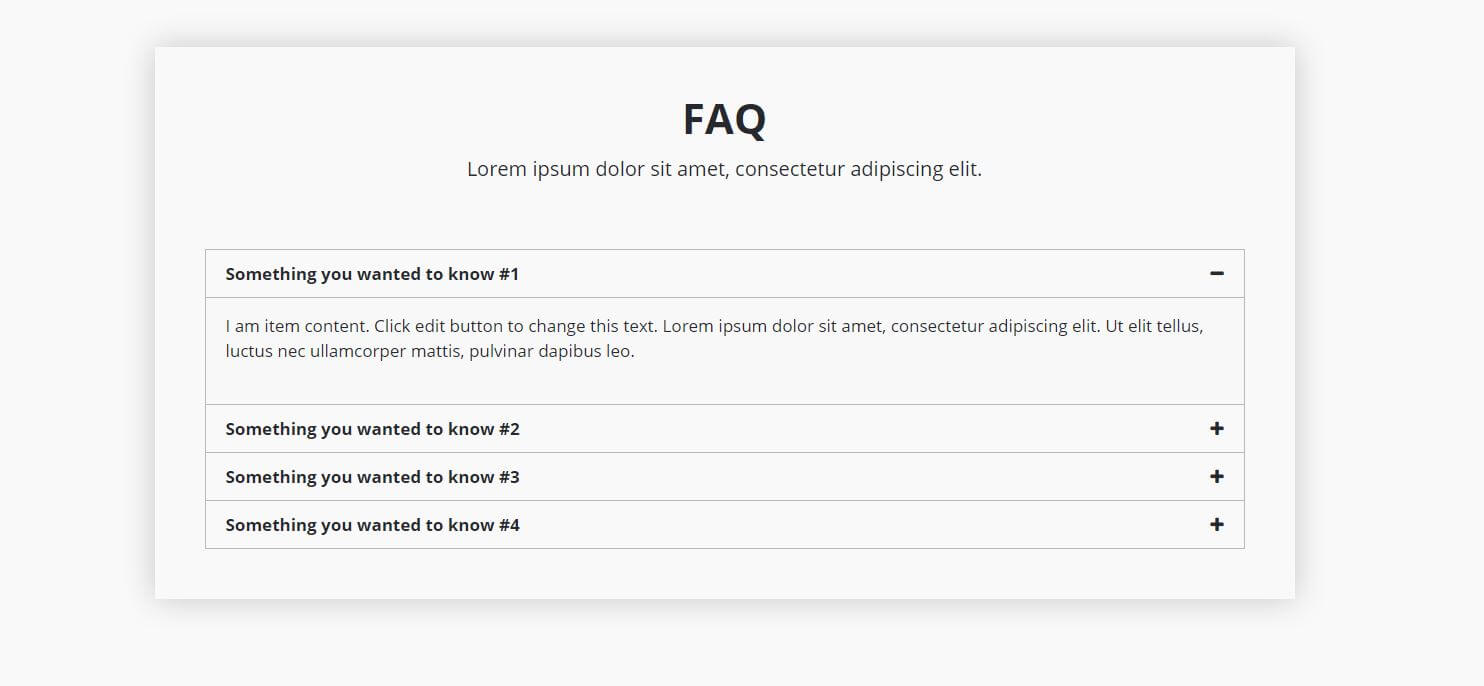 FAQ
Lorem ipsum dolor sit amet, consectetur adipiscing elit.
Something you wanted to know #1
I am item content. Click edit button to change this text. Lorem ipsum dolor sit amet, consectetur adipiscing elit. Ut elit tellus,
luctus nec ullamcorper mattis, pulvinar dapibus leo.
Something you wanted to know #2
Something you wanted to know #3
Something you wanted to know #4